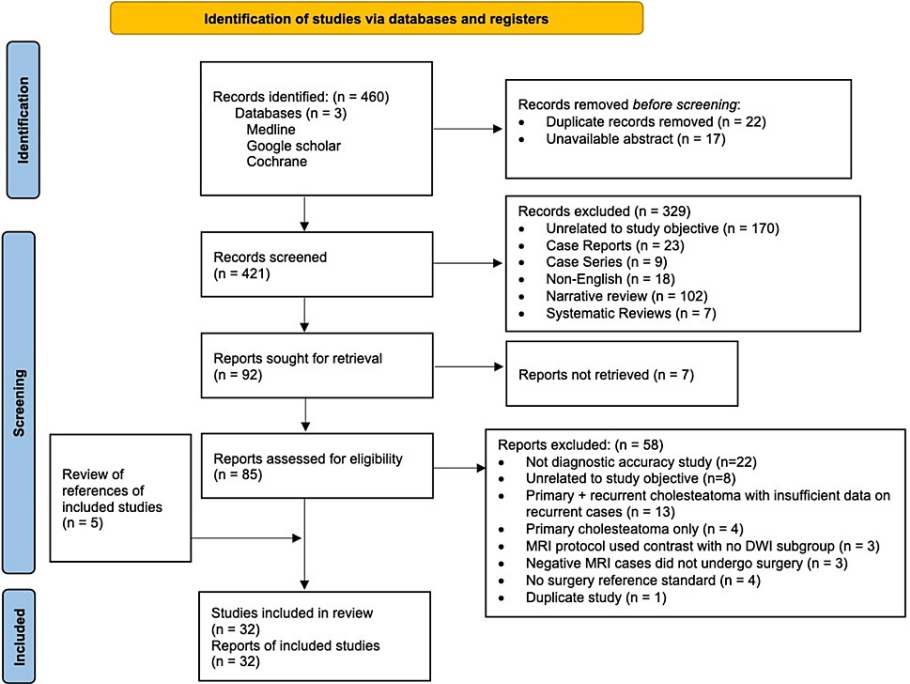 Identification of studies via databases and registers
Identification
Records identified: (n = 460)
Databases (n = 3)
Medline
Google scholar
Cochrane
Records removed before screening:
• Duplicate records removed (n = 22)
• Unavailable abstract (n = 17)
Screening
Records screened
(n = 421)
Records excluded (n = 329)
• Unrelated to study objective (n = 170)
• Case Reports (n = 23)
• Case Series (n = 9)
• Non-English (n = 18)
• Narrative review (n = 102)
• Systematic Reviews (n = 7)
Reports sought for retrieval
(n = 92)
Reports not retrieved (n = 7)
Reports assessed for eligibility
(n = 85)
Reports excluded: (n = 58)
• Not diagnostic accuracy study (n=22)
• Unrelated to study objective (n=8)
• Primary + recurrent cholesteatoma with insufficient data on
recurrent cases (n = 13)
• Primary cholesteatoma only (n = 4)
• MRI protocol used contrast with no DWI subgroup (n = 3)
• Negative MRI cases did not undergo surgery (n = 3)
• No surgery reference standard (n = 4)
• Duplicate study (n = 1)
Review of
references of
included studies
(n = 5)
Included
Studies included in review
(n = 32)
Reports of included studies
(n = 32)